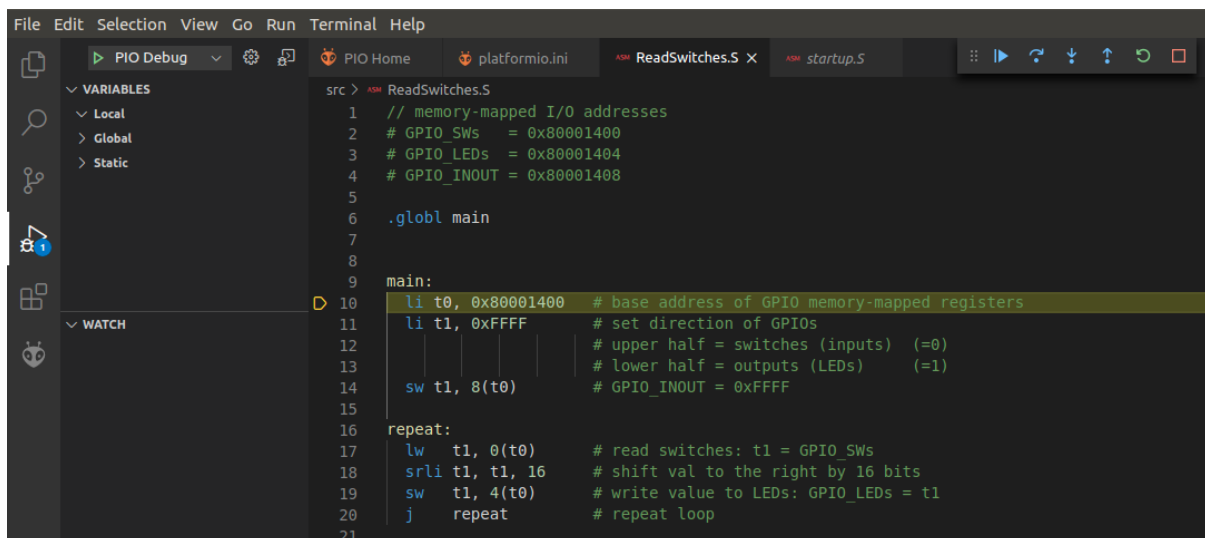 File Edit Selection View Go Run Terminal Help
PIO Debug
PIO Home
platformio.ini
ASM ReadSwitches.S
ASM startup.S
VARIABLES
Local
Global
Static
WATCH
1
src > ASM ReadSwitches.S
1 // memory-mapped I/O addresses
2 # GPIO_SWs   = 0x80001400
3 # GPIO_LEDs  = 0x80001404
4 # GPIO_INOUT = 0x80001408
5
6 .globl main
7
8
9 main:
10   li t0, 0x80001400   # base address of GPIO memory-mapped registers
11   li t1, 0xFFFF       # set direction of GPIOs
12                       # upper half = switches (inputs)  (=0)
13                       # lower half = outputs (LEDs)     (=1)
14   sw t1, 8(t0)        # GPIO_INOUT = 0xFFFF
15
16 repeat:
17   lw   t1, 0(t0)      # read switches: t1 = GPIO_SWs
18   srli t1, t1, 16     # shift val to the right by 16 bits
19   sw   t1, 4(t0)      # write value to LEDs: GPIO_LEDs = t1
20   j    repeat         # repeat loop
21